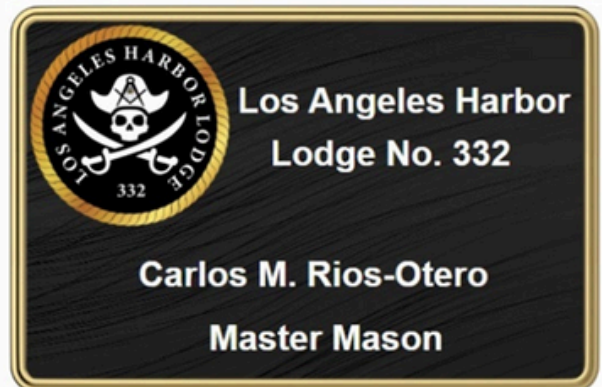 LOS ANGELES HARBOR LODGE
332
Los Angeles Harbor
Lodge No. 332
Carlos M. Rios-Otero
Master Mason